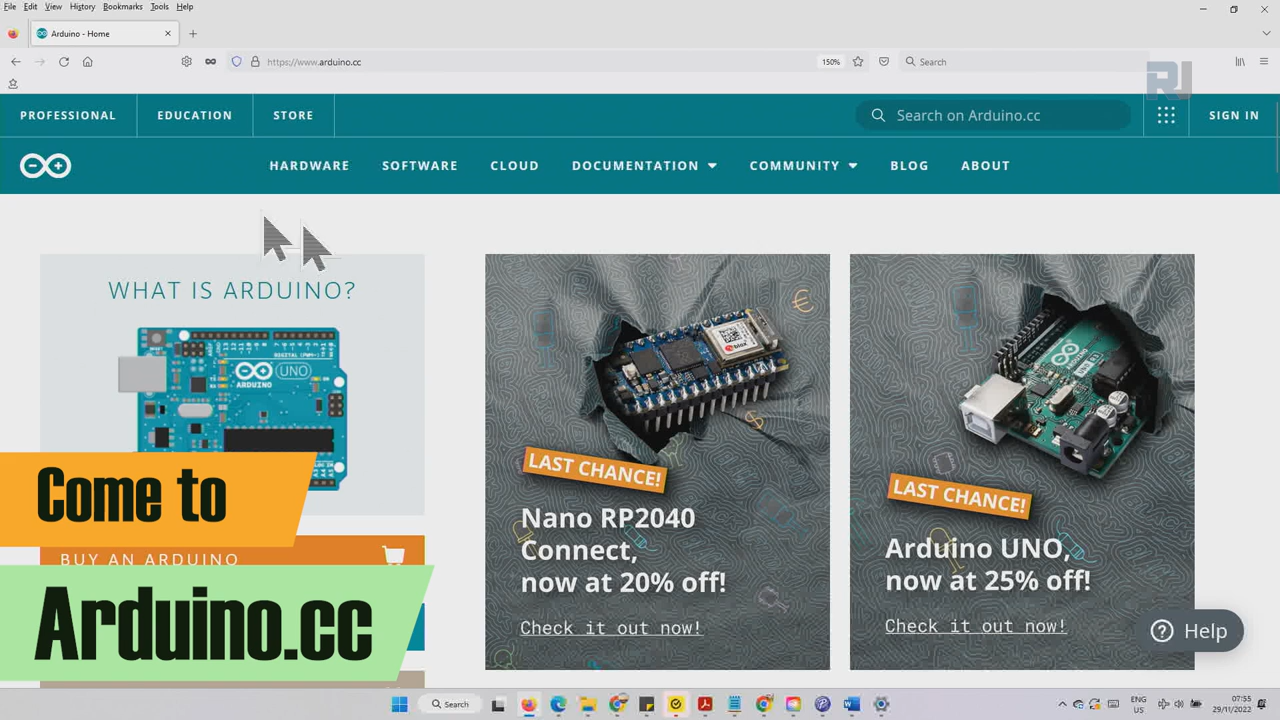 File Edit View History Bookmarks Tools Help
Arduino - Home
https://www.arduino.cc
150%
Search
RJ
PROFESSIONAL
EDUCATION
STORE
Search on Arduino.cc
SIGN IN
HARDWARE
SOFTWARE
CLOUD
DOCUMENTATION
COMMUNITY
BLOG
ABOUT
WHAT IS ARDUINO?
DIGITAL (PWM~)
UNO
ARDUINO
Come to
BUY AN ARDUINO
Arduino.cc
LAST CHANCE!
Nano RP2040
Connect,
now at 20% off!
Check it out now!
LAST CHANCE!
Arduino UNO,
now at 25% off!
Check it out now!
Help
Search
ENG
US
07:55
29/11/2022